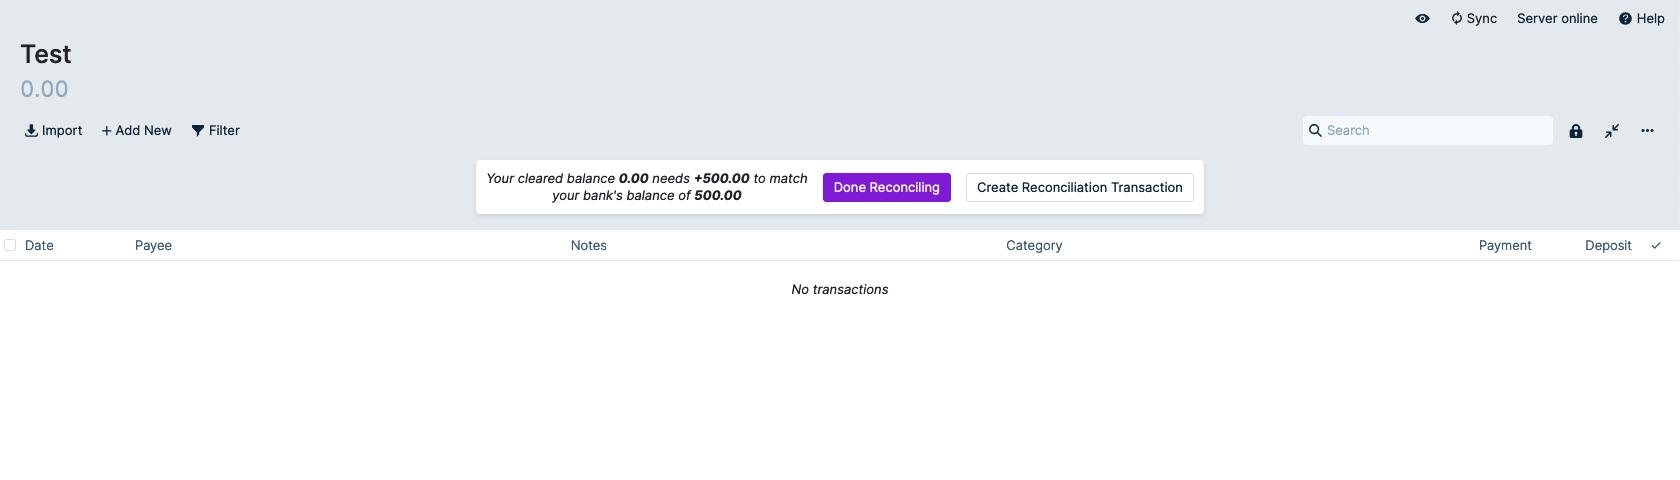 Sync Server online Help
Test
0.00
Import + Add New Filter
Search
Your cleared balance 0.00 needs +500.00 to match
your bank's balance of 500.00
Done Reconciling
Create Reconciliation Transaction
Date Payee Notes Category Payment Deposit
No transactions